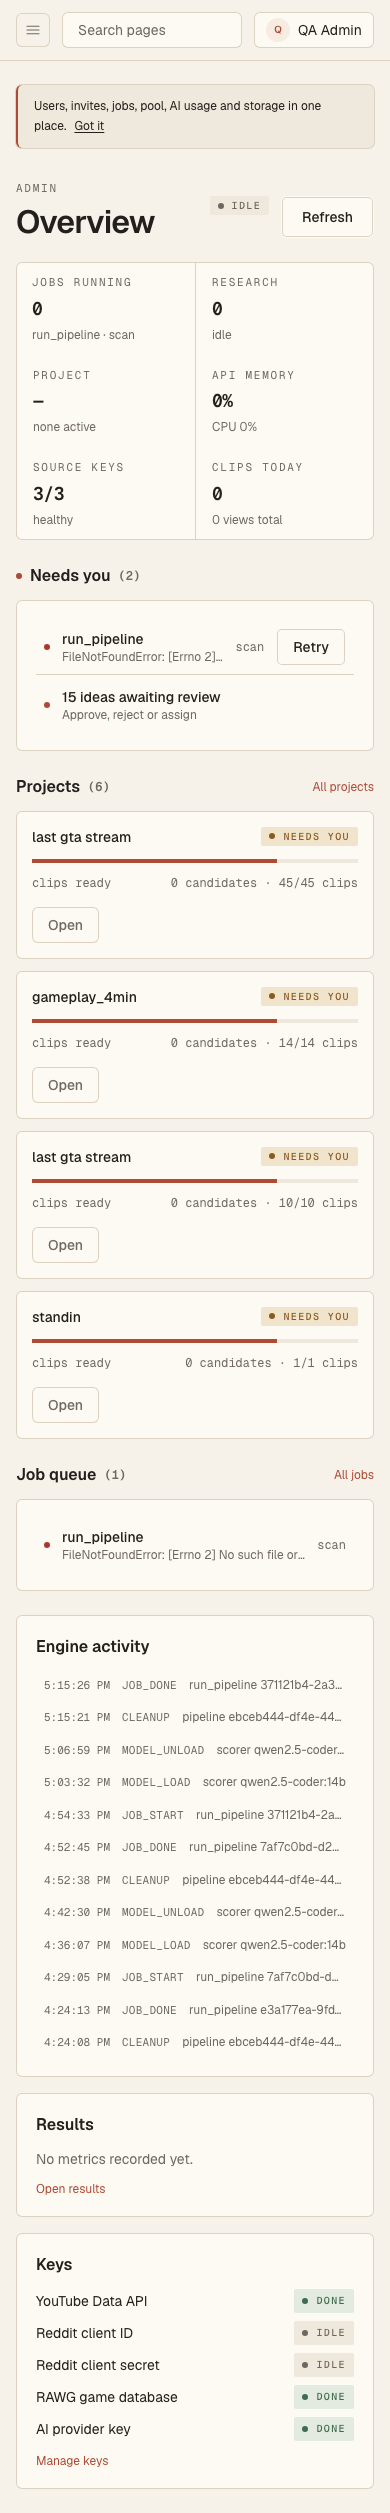 Search pages
Q QA Admin
Users, invites, jobs, pool, AI usage and storage in one
place. Got it
ADMIN
Overview
IDLE
Refresh
JOBS RUNNING
0
run_pipeline · scan
RESEARCH
0
idle
PROJECT
—
none active
API MEMORY
0%
CPU 0%
SOURCE KEYS
3/3
healthy
CLIPS TODAY
0
0 views total
Needs you (2)
run_pipeline
FileNotFoundError: [Errno 2]…
scan
Retry
15 ideas awaiting review
Approve, reject or assign
Projects (6)
All projects
last gta stream
NEEDS YOU
clips ready
0 candidates · 45/45 clips
Open
gameplay_4min
NEEDS YOU
clips ready
0 candidates · 14/14 clips
Open
last gta stream
NEEDS YOU
clips ready
0 candidates · 10/10 clips
Open
standin
NEEDS YOU
clips ready
0 candidates · 1/1 clips
Open
Job queue (1)
All jobs
run_pipeline
FileNotFoundError: [Errno 2] No such file or…
scan
Engine activity
5:15:26 PM JOB_DONE run_pipeline 371121b4-2a3…
5:15:21 PM CLEANUP pipeline ebceb444-df4e-44…
5:06:59 PM MODEL_UNLOAD scorer qwen2.5-coder…
5:03:32 PM MODEL_LOAD scorer qwen2.5-coder:14b
4:54:33 PM JOB_START run_pipeline 371121b4-2a…
4:52:45 PM JOB_DONE run_pipeline 7af7c0bd-d2…
4:52:38 PM CLEANUP pipeline ebceb444-df4e-44…
4:42:30 PM MODEL_UNLOAD scorer qwen2.5-coder…
4:36:07 PM MODEL_LOAD scorer qwen2.5-coder:14b
4:29:05 PM JOB_START run_pipeline 7af7c0bd-d…
4:24:13 PM JOB_DONE run_pipeline e3a177ea-9fd…
4:24:08 PM CLEANUP pipeline ebceb444-df4e-44…
Results
No metrics recorded yet.
Open results
Keys
YouTube Data API DONE
Reddit client ID IDLE
Reddit client secret IDLE
RAWG game database DONE
AI provider key DONE
Manage keys